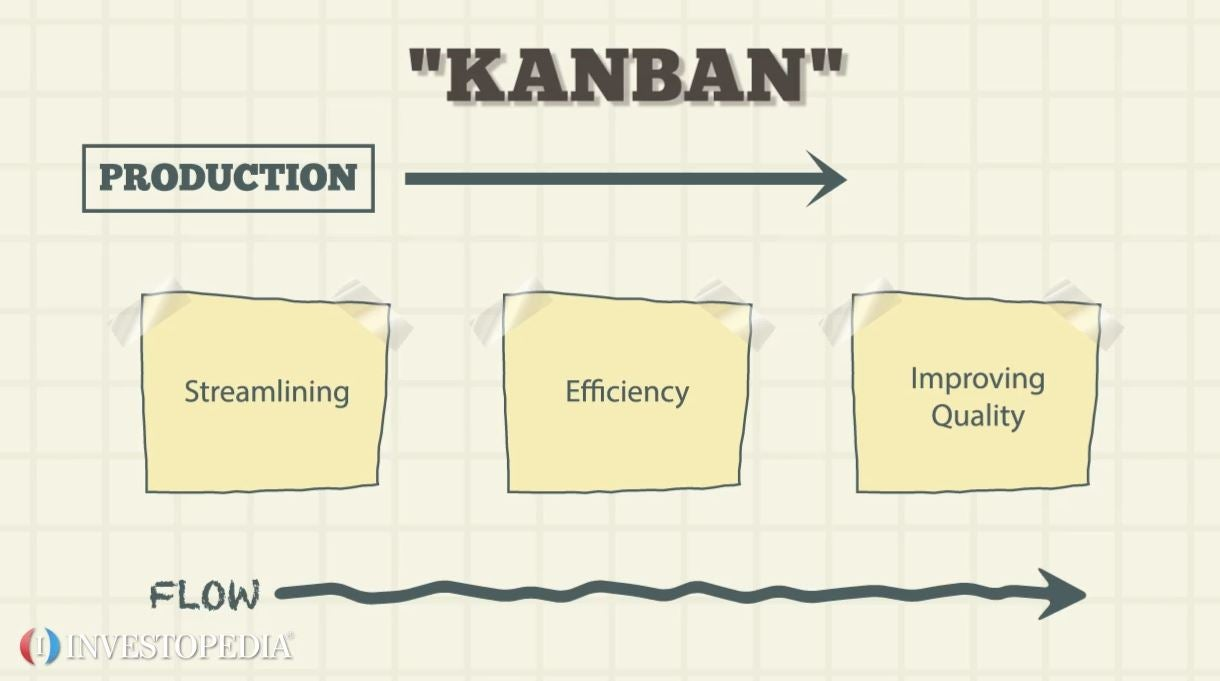 "KANBAN"
PRODUCTION
Streamlining
Efficiency
Improving
Quality
FLOW
INVESTOPEDIA®